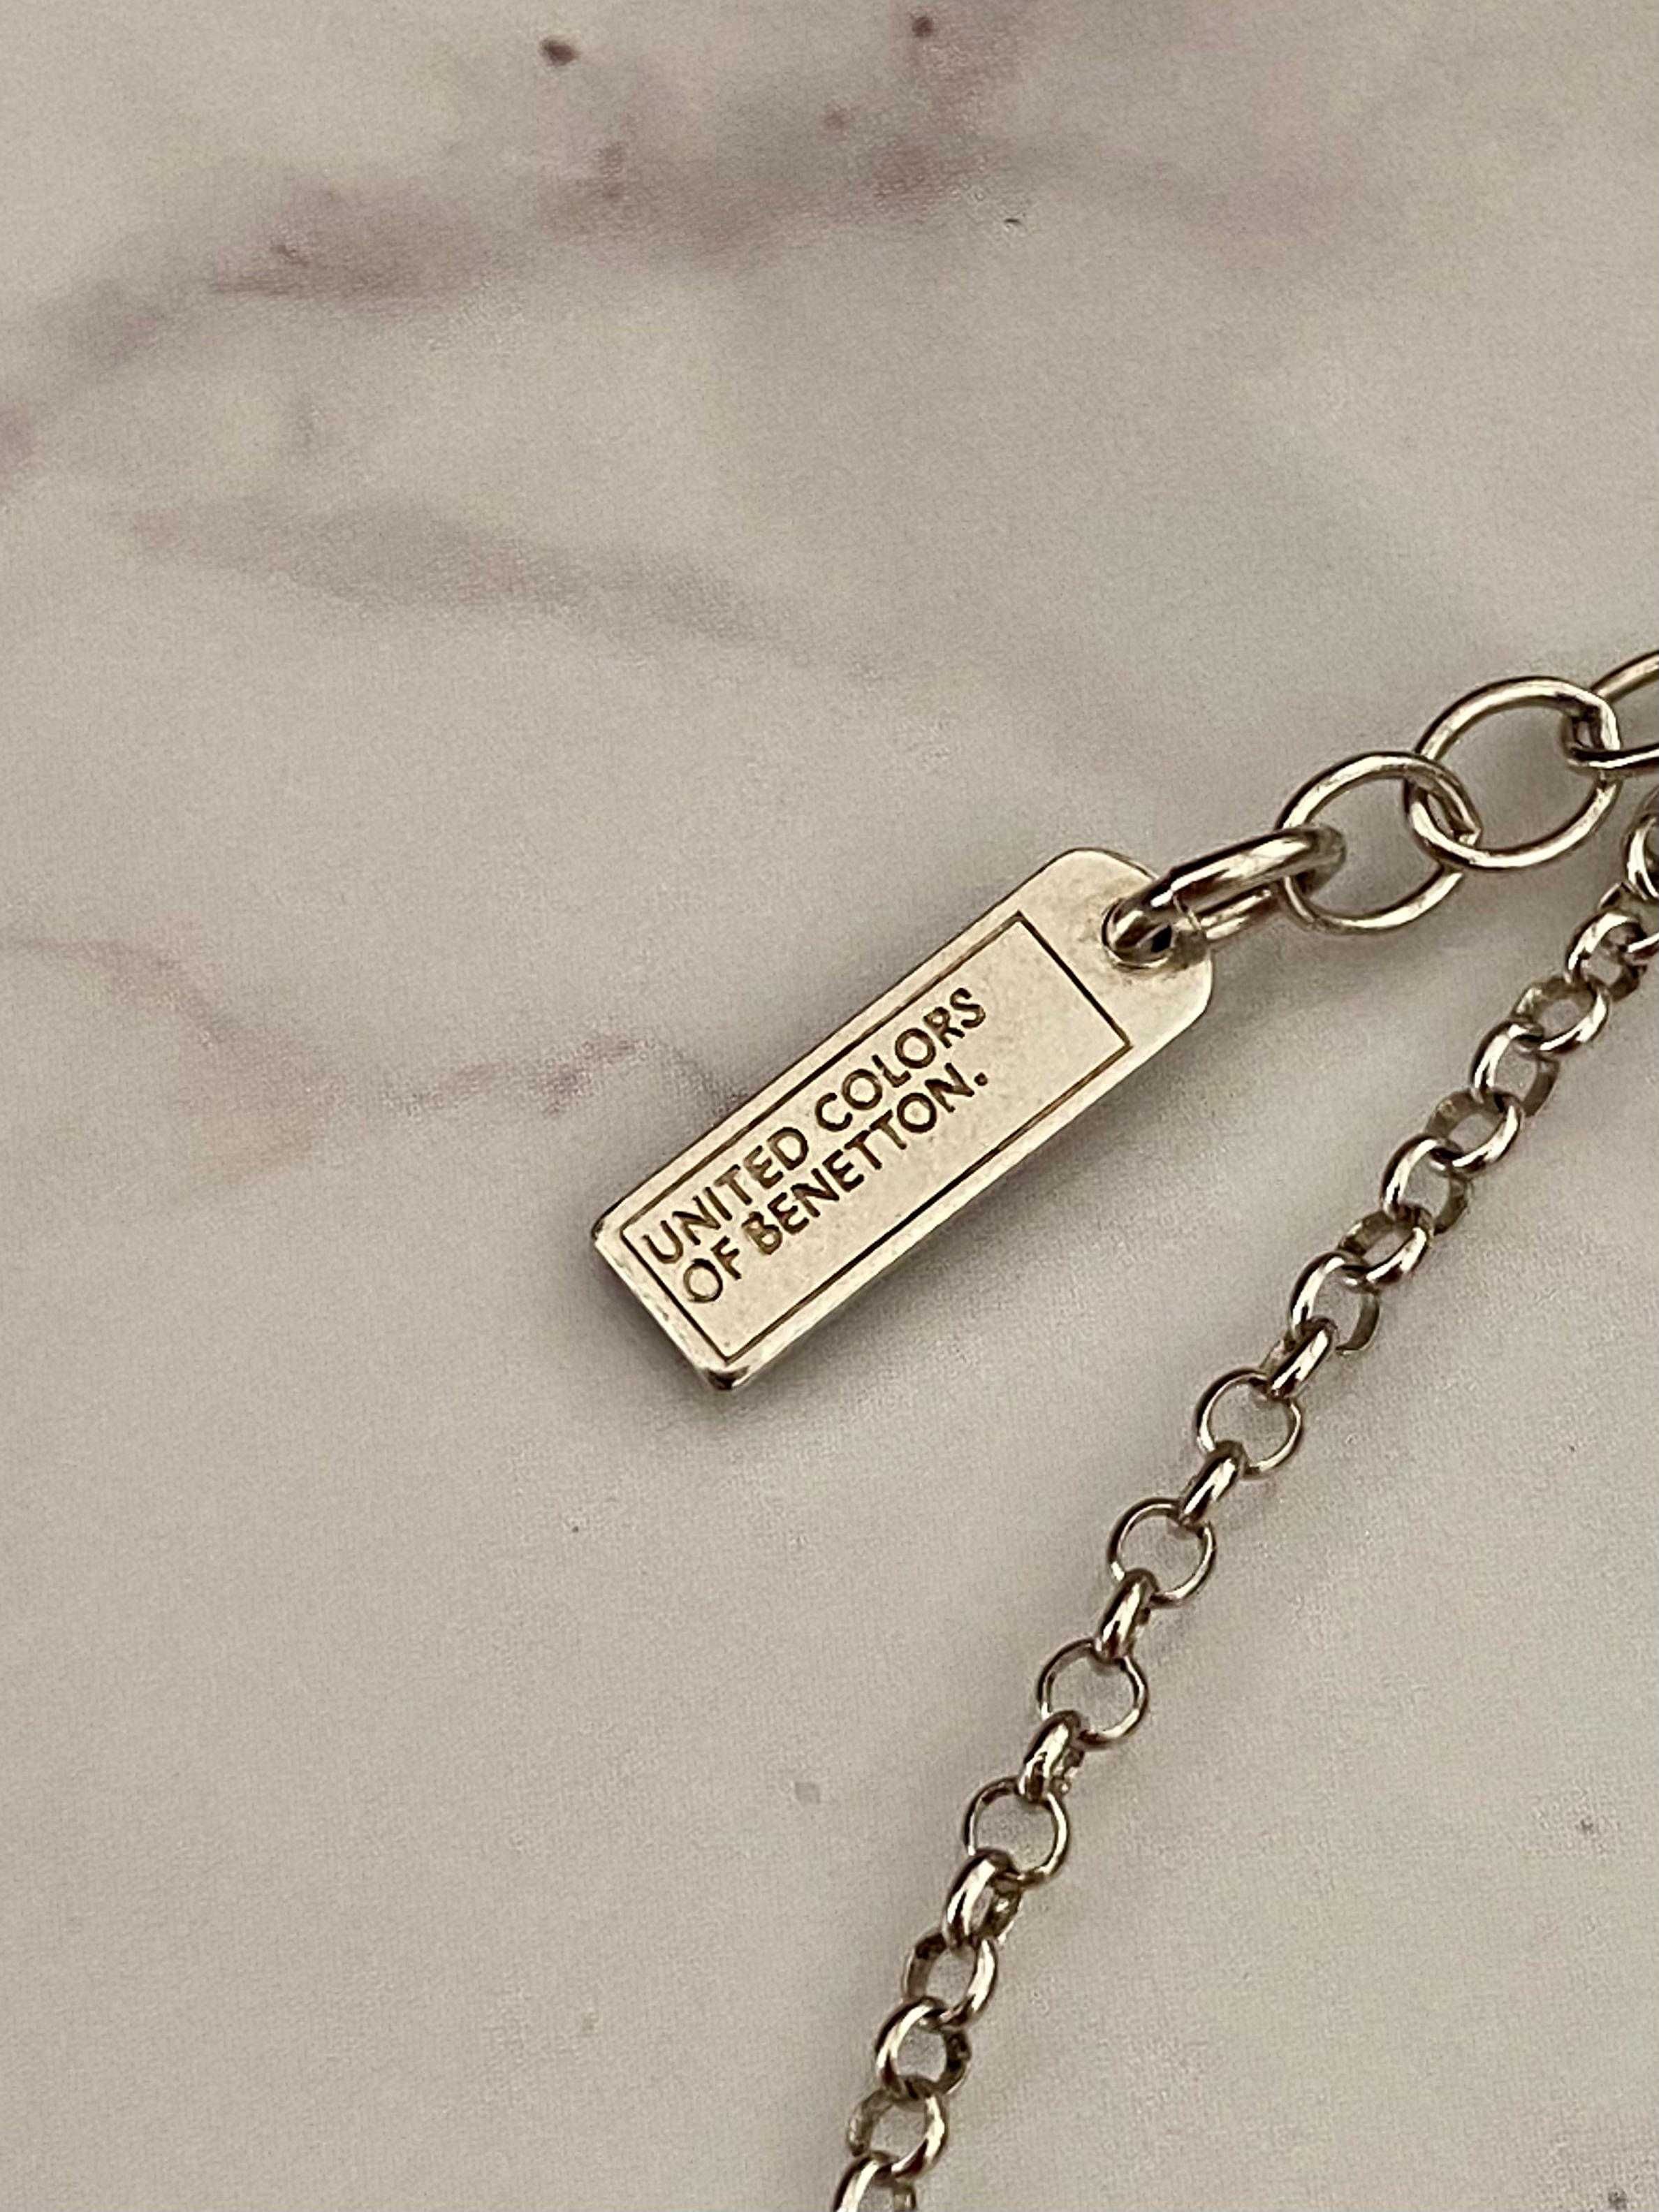 UNITED COLORS
OF BENETTON.